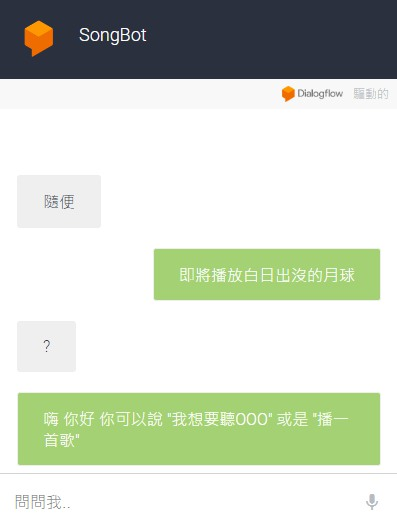 SongBot
Dialogflow 驅動的
隨便
即將播放白日出沒的月球
?
嗨 你好 你可以說 "我想要聽OOO" 或是 "播一
首歌"
問問我..